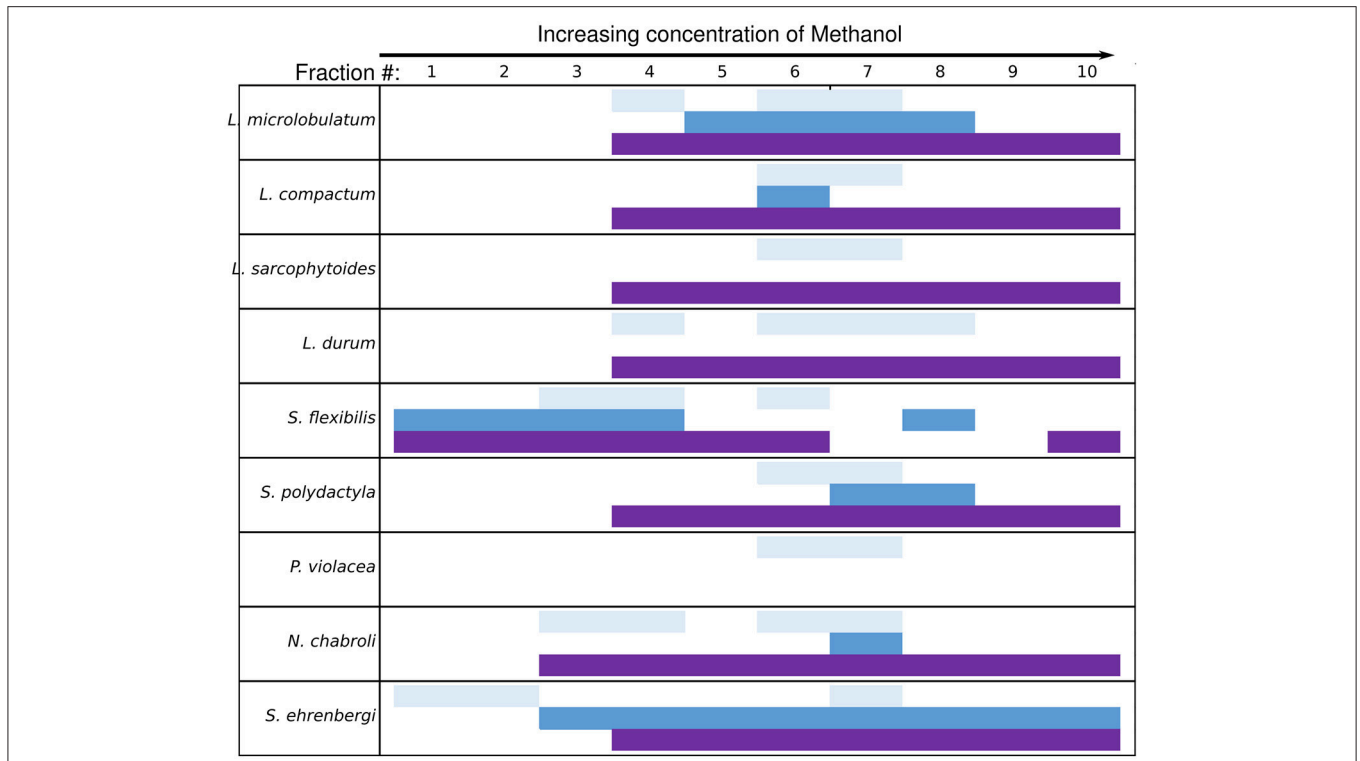 Increasing concentration of Methanol
Fraction #: 1 2 3 4 5 6 7 8 9 10
L. microlobulatum
L. compactum
L. sarcophytoides
L. durum
S. flexibilis
S. polydactyla
P. violacea
N. chabroli
S. ehrenbergi